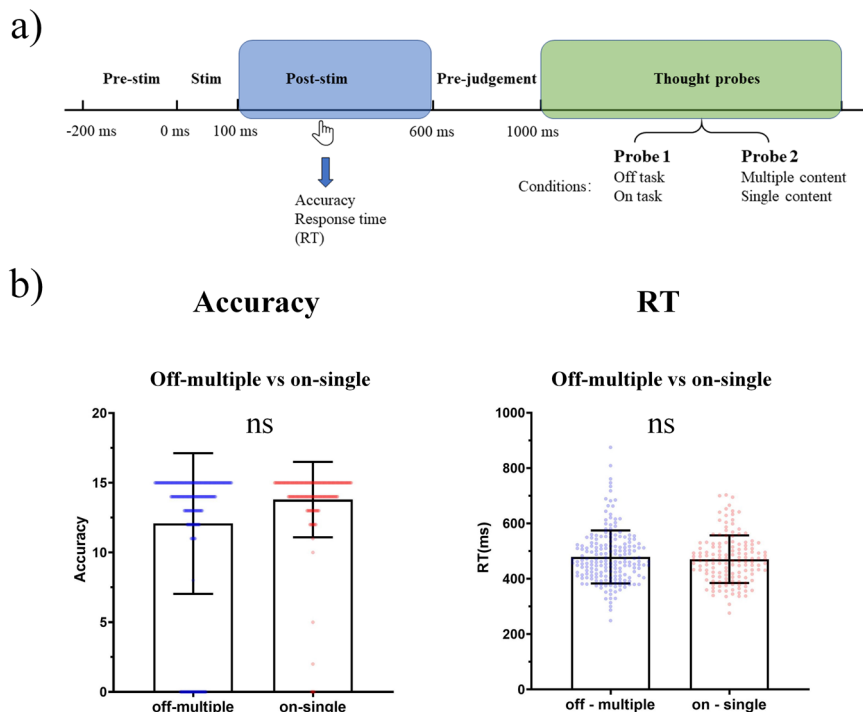 a)
Pre-stim Stim Post-stim Pre-judgement Thought probes
-200 ms 0 ms 100 ms 600 ms 1000 ms
Probe 1 Probe 2
Conditions: Off task Multiple content
On task Single content
Accuracy
Response time
(RT)
b)
Accuracy
Off-multiple vs on-single
ns
20
15
10
5
0
Accuracy
off-multiple on-single
RT
Off-multiple vs on-single
ns
1000
800
600
400
200
0
RT(ms)
off - multiple on - single